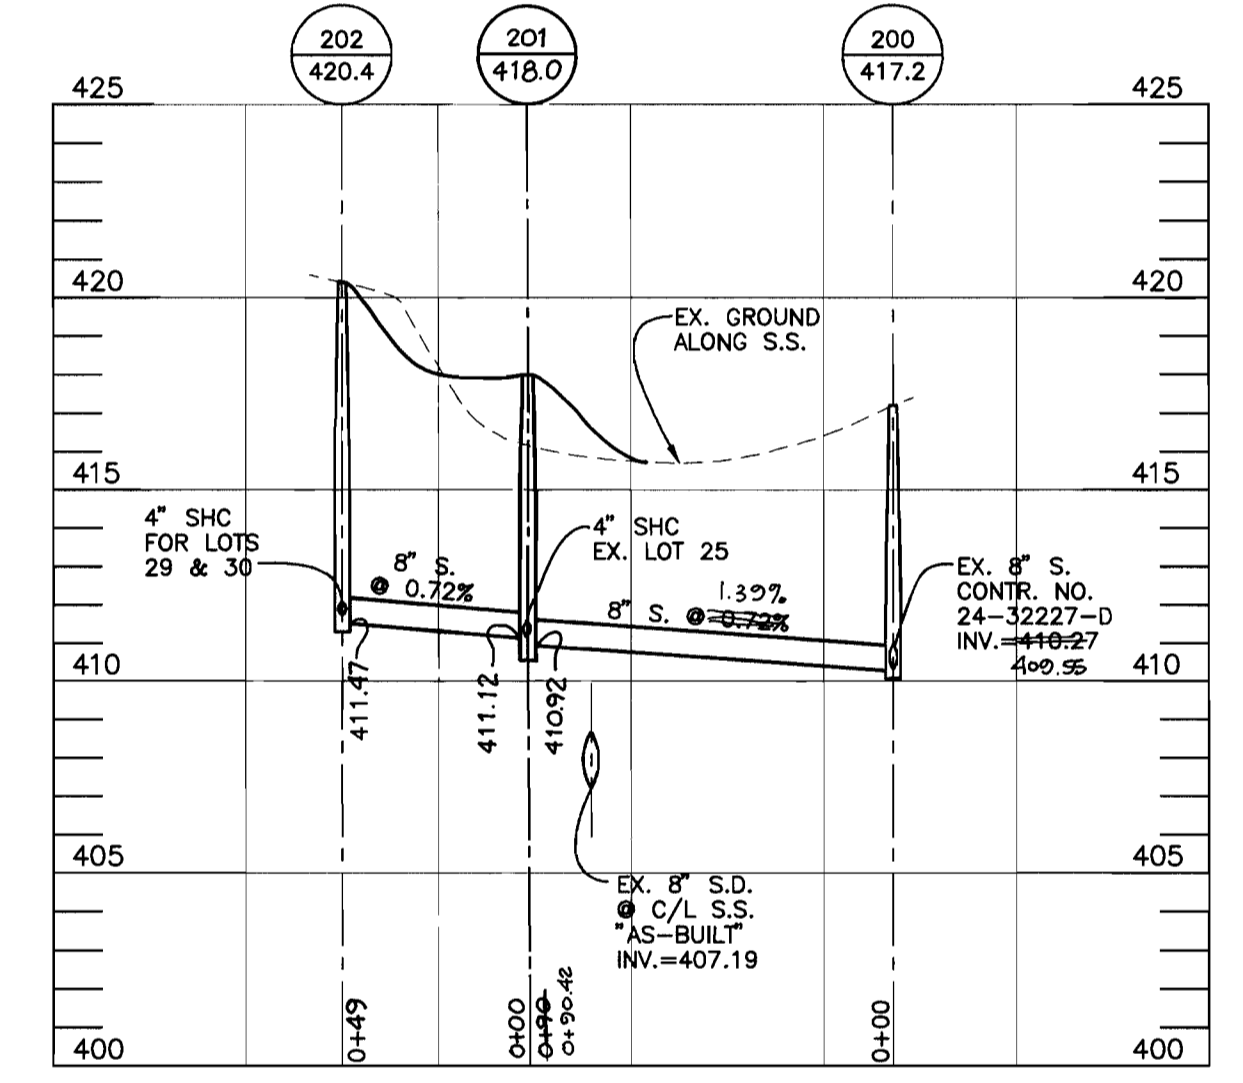 202
420.4
201
418.0
200
417.2
425
425
420
420
EX. GROUND
ALONG S.S.
415
415
4" SHC
FOR LOTS
29 & 30
8" S.
@ 0.72%
4" SHC
EX. LOT 25
1.39%
8" S. @ 0.72%
EX. 8" S.
CONTR. NO.
24-32227-D
INV.=410.27
409.55
410
410
411.47
411.12
410.92
405
405
EX. 8" S.D.
@ C/L S.S.
"AS-BUILT"
INV.=407.19
400
400
0+49
0+00
0+90
0+90.42
0+00